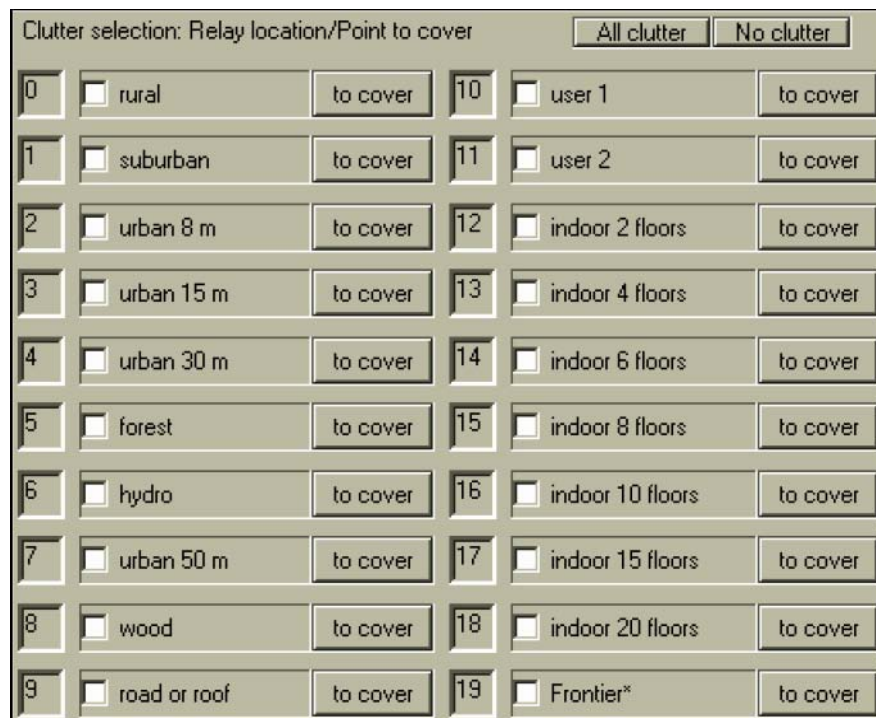 Clutter selection: Relay location/Point to cover All clutter No clutter
0 rural to cover 10 user 1 to cover
1 suburban to cover 11 user 2 to cover
2 urban 8 m to cover 12 indoor 2 floors to cover
3 urban 15 m to cover 13 indoor 4 floors to cover
4 urban 30 m to cover 14 indoor 6 floors to cover
5 forest to cover 15 indoor 8 floors to cover
6 hydro to cover 16 indoor 10 floors to cover
7 urban 50 m to cover 17 indoor 15 floors to cover
8 wood to cover 18 indoor 20 floors to cover
9 road or roof to cover 19 Frontier* to cover